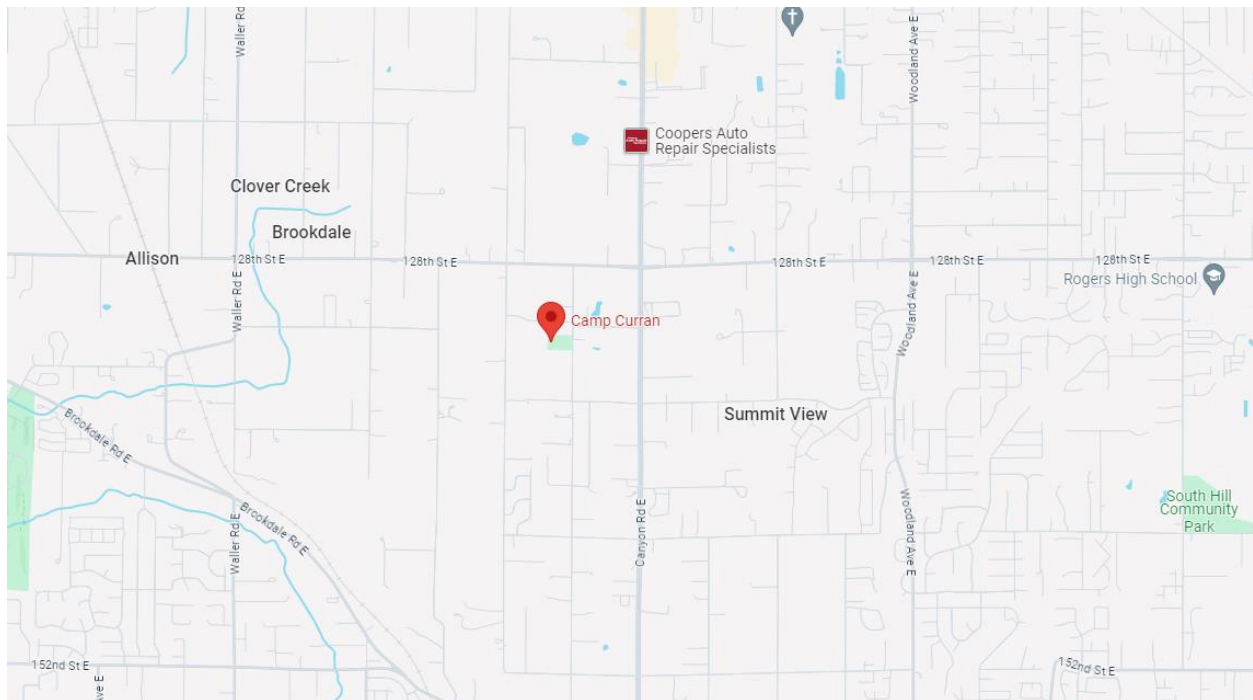 Waller Rd E
Woodland Ave E
Coopers Auto
Repair Specialists
Clover Creek
Brookdale
Allison
128th St E
128th St E
128th St E
128th St E
128th St E
Rogers High School
Waller Rd E
Camp Curran
Woodland Ave E
Summit View
Brookdale Rd E
South Hill
Community
Park
Brookdale Rd E
Waller Rd E
Canyon Rd E
Woodland Ave E
152nd St E
152nd St E
Ave E